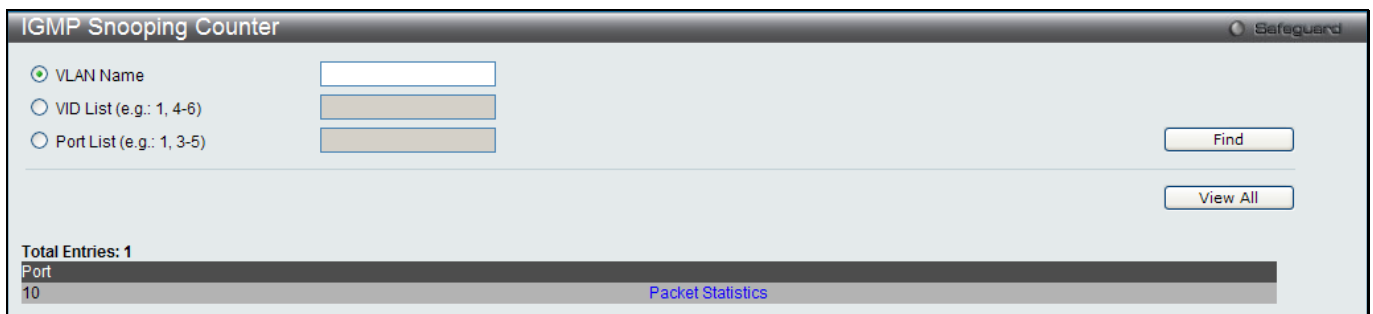 IGMP Snooping Counter
Safeguard
VLAN Name
VID List (e.g.: 1, 4-6)
Port List (e.g.: 1, 3-5)
Find
View All
Total Entries: 1
Port
10 Packet Statistics